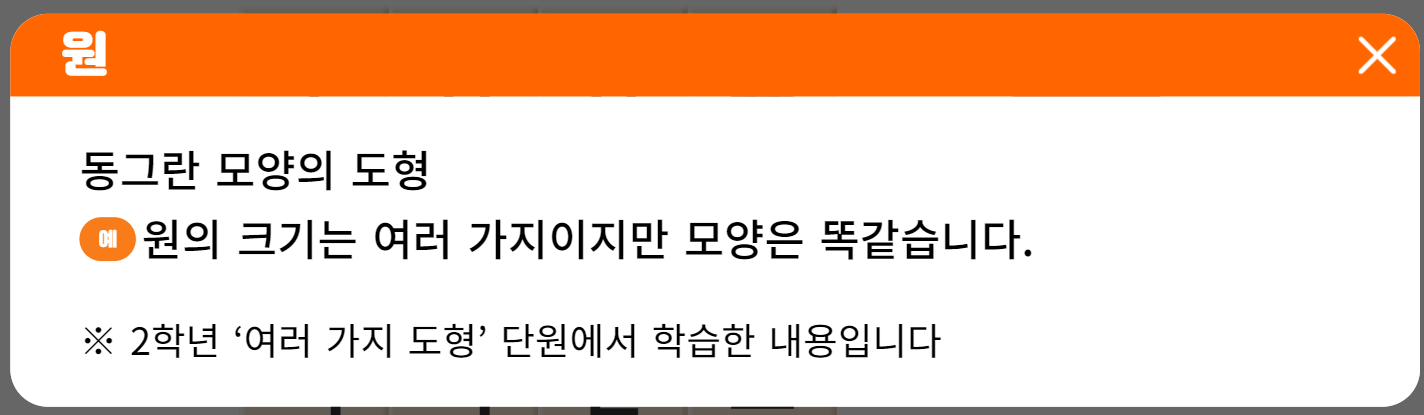 원
동그란 모양의 도형
예 원의 크기는 여러 가지이지만 모양은 똑같습니다.
※ 2학년 ‘여러 가지 도형’ 단원에서 학습한 내용입니다